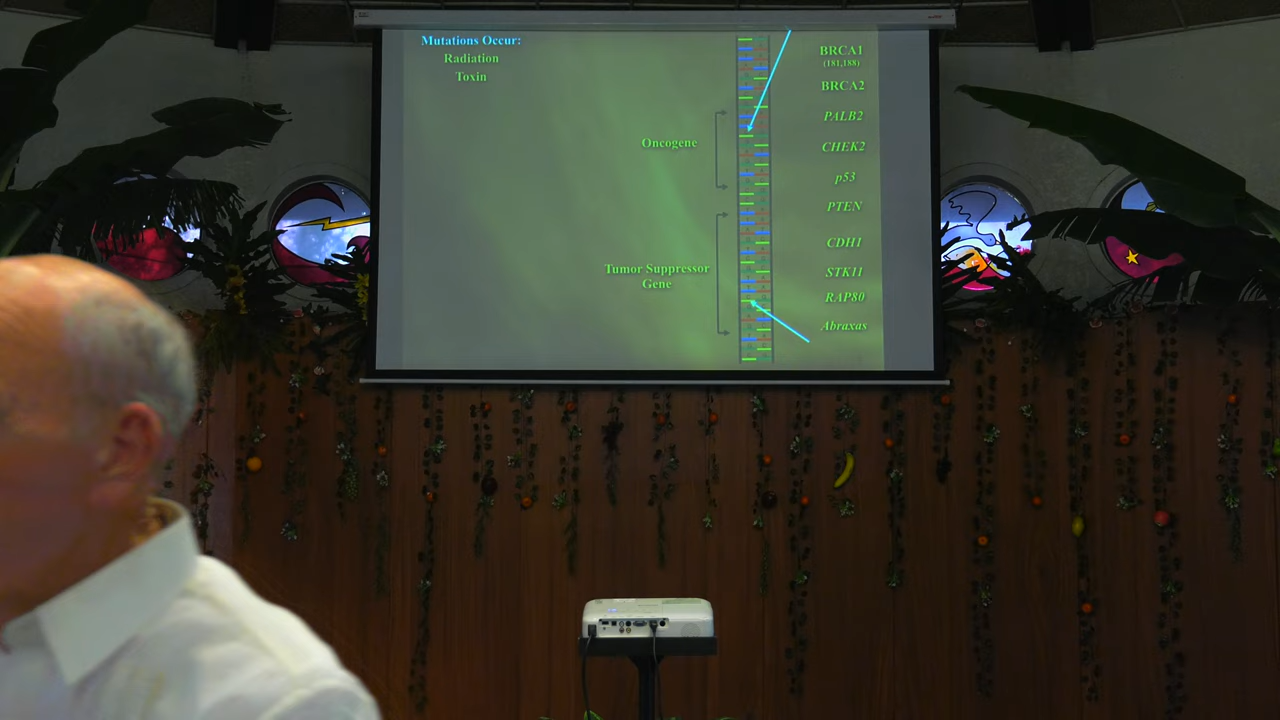 Mutations Occur:
Radiation
Toxin
Oncogene
Tumor Suppressor
Gene
BRCA1
(181,188)
BRCA2
PALB2
CHEK2
p53
PTEN
CDH1
STK11
RAP80
Abraxas